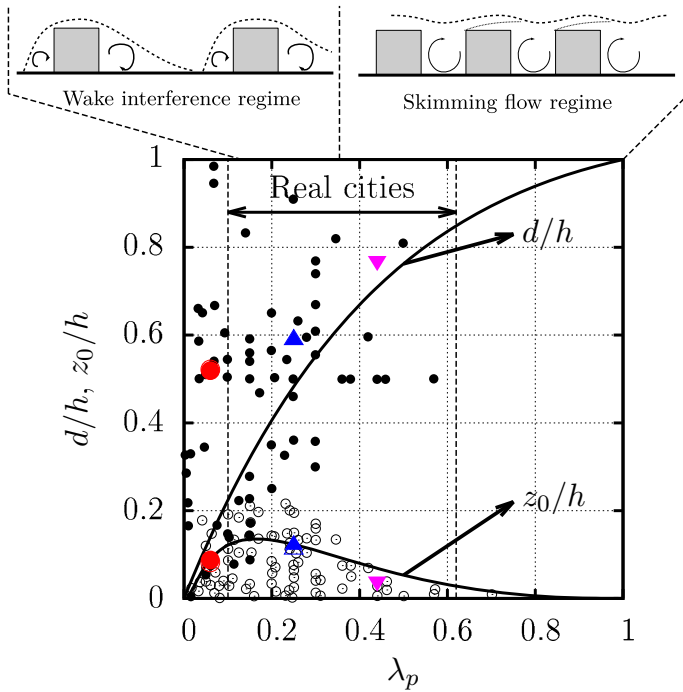 Wake interference regime
Skimming flow regime
1
Real cities
d/h
0.8
0.6
d/h, z₀/h
0.4
z₀/h
0.2
0
0 0.2 0.4 0.6 0.8 1
λₚ